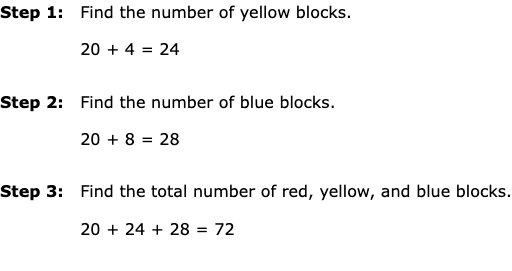 Step 1: Find the number of yellow blocks.
20 + 4 = 24
Step 2: Find the number of blue blocks.
20 + 8 = 28
Step 3: Find the total number of red, yellow, and blue blocks.
20 + 24 + 28 = 72